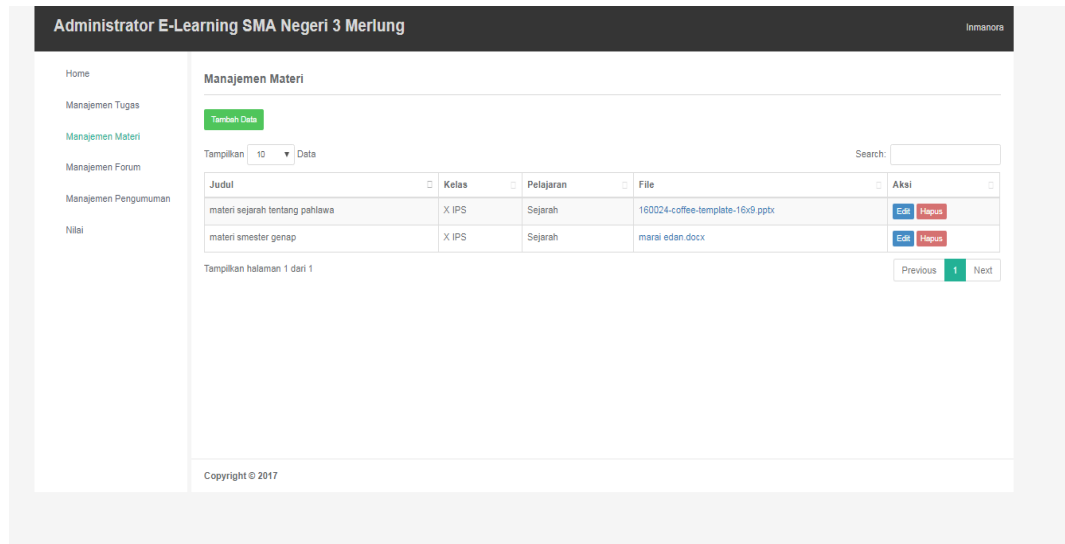 Administrator E-Learning SMA Negeri 3 Merlung
Inmanora
Home
Manajemen Tugas
Manajemen Materi
Manajemen Forum
Manajemen Pengumuman
Nilai
Manajemen Materi
Tambah Data
Tampilkan 10 Data
Search:
Judul Kelas Pelajaran File Aksi
materi sejarah tentang pahlawa X IPS Sejarah 160024-coffee-template-16x9.pptx Edit Hapus
materi smester genap X IPS Sejarah marai edan.docx Edit Hapus
Tampilkan halaman 1 dari 1
Previous 1 Next
Copyright © 2017